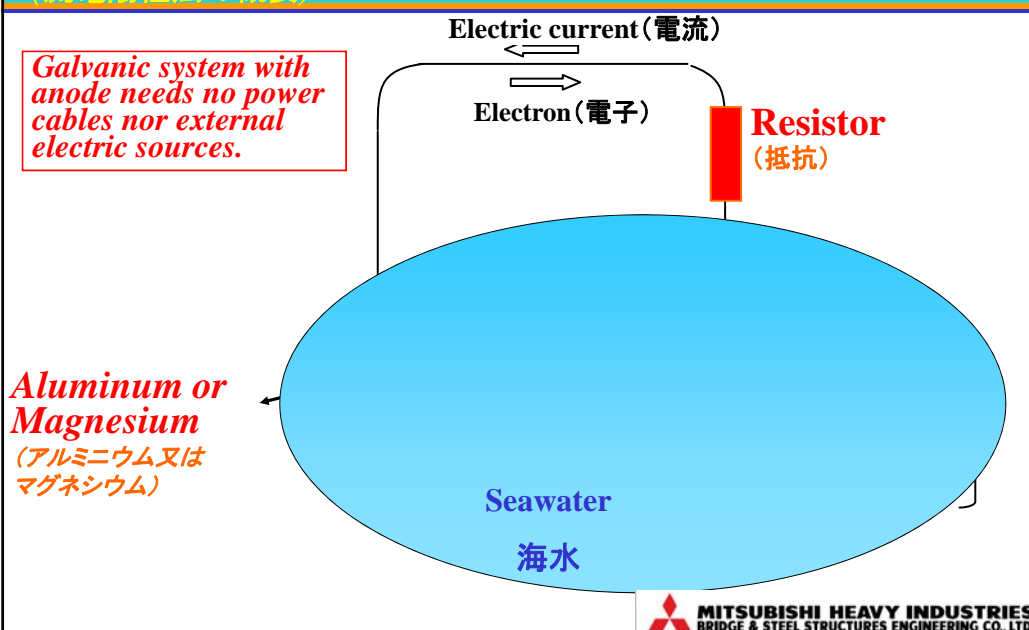 Electric current(電流)
Galvanic system with
anode needs no power
cables nor external
electric sources.
Electron(電子)
Resistor
(抵抗)
Aluminum or
Magnesium
(アルミニウム又は
マグネシウム)
Seawater
海水
MITSUBISHI HEAVY INDUSTRIES
BRIDGE & STEEL STRUCTURES ENGINEERING CO., LTD